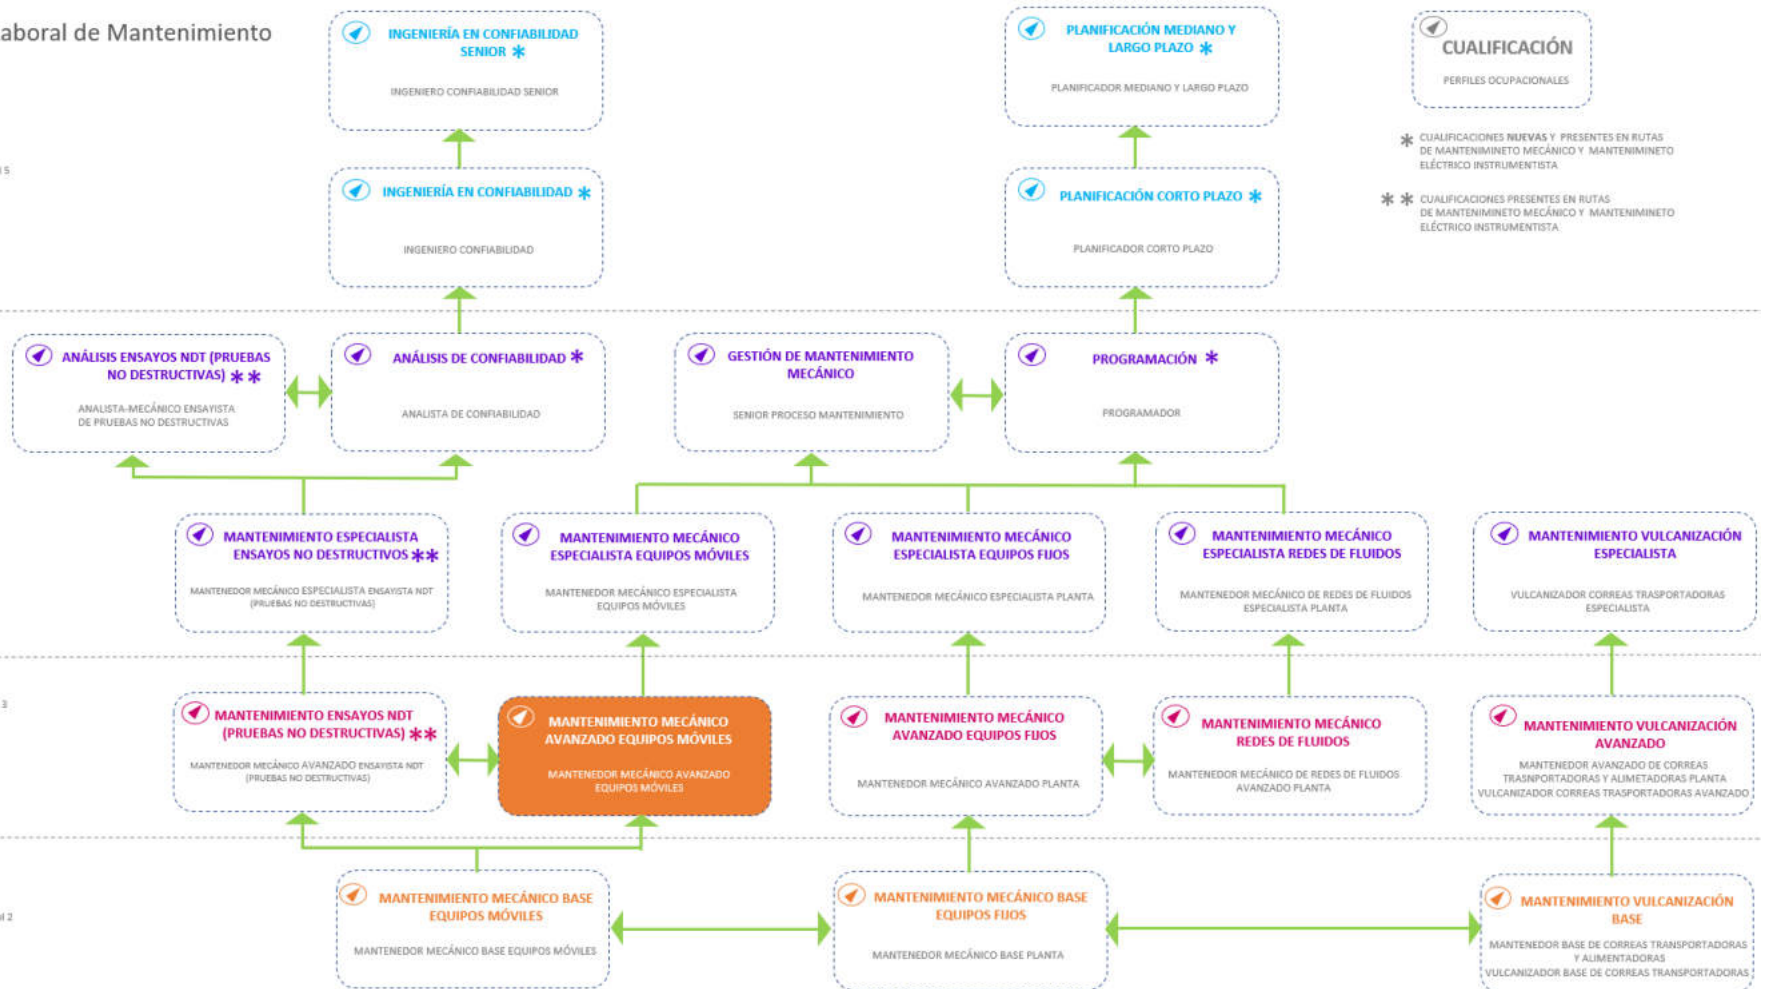 aboral de Mantenimiento
INGENIERÍA EN CONFIABILIDAD
SENIOR *
INGENIERO CONFIABILIDAD SENIOR
PLANIFICACIÓN MEDIANO Y
LARGO PLAZO *
PLANIFICADOR MEDIANO Y LARGO PLAZO
CUALIFICACIÓN
PERFILES OCUPACIONALES
* CUALIFICACIONES NUEVAS Y PRESENTES EN RUTAS
DE MANTENIMINETO MECÁNICO Y MANTENIMINETO
ELÉCTRICO INSTRUMENTISTA
* * CUALIFICACIONES PRESENTES EN RUTAS
DE MANTENIMINETO MECÁNICO Y MANTENIMINETO
ELÉCTRICO INSTRUMENTISTA
l 5
INGENIERÍA EN CONFIABILIDAD *
INGENIERO CONFIABILIDAD
PLANIFICACIÓN CORTO PLAZO *
PLANIFICADOR CORTO PLAZO
ANÁLISIS ENSAYOS NDT (PRUEBAS
NO DESTRUCTIVAS) * *
ANALISTA-MECÁNICO ENSAYISTA
DE PRUEBAS NO DESTRUCTIVAS
ANÁLISIS DE CONFIABILIDAD *
ANALISTA DE CONFIABILIDAD
GESTIÓN DE MANTENIMIENTO
MECÁNICO
SENIOR PROCESO MANTENIMIENTO
PROGRAMACIÓN *
PROGRAMADOR
MANTENIMIENTO ESPECIALISTA
ENSAYOS NO DESTRUCTIVOS **
MANTENEDOR MECÁNICO ESPECIALISTA ENSAYISTA NDT
(PRUEBAS NO DESTRUCTIVAS)
MANTENIMIENTO MECÁNICO
ESPECIALISTA EQUIPOS MÓVILES
MANTENEDOR MECÁNICO ESPECIALISTA
EQUIPOS MÓVILES
MANTENIMIENTO MECÁNICO
ESPECIALISTA EQUIPOS FIJOS
MANTENEDOR MECÁNICO ESPECIALISTA PLANTA
MANTENIMIENTO MECÁNICO
ESPECIALISTA REDES DE FLUIDOS
MANTENEDOR MECÁNICO DE REDES DE FLUIDOS
ESPECIALISTA PLANTA
MANTENIMIENTO VULCANIZACIÓN
ESPECIALISTA
VULCANIZADOR CORREAS TRASPORTADORAS
ESPECIALISTA
3
MANTENIMIENTO ENSAYOS NDT
(PRUEBAS NO DESTRUCTIVAS) **
MANTENEDOR MECÁNICO AVANZADO ENSAYISTA NDT
(PRUEBAS NO DESTRUCTIVAS)
MANTENIMIENTO MECÁNICO
AVANZADO EQUIPOS MÓVILES
MANTENEDOR MECÁNICO AVANZADO
EQUIPOS MÓVILES
MANTENIMIENTO MECÁNICO
AVANZADO EQUIPOS FIJOS
MANTENEDOR MECÁNICO AVANZADO PLANTA
MANTENIMIENTO MECÁNICO
REDES DE FLUIDOS
MANTENEDOR MECÁNICO DE REDES DE FLUIDOS
AVANZADO PLANTA
MANTENIMIENTO VULCANIZACIÓN
AVANZADO
MANTENEDOR AVANZADO DE CORREAS
TRASNPORTADORAS Y ALIMETADORAS PLANTA
VULCANIZADOR CORREAS TRASPORTADORAS AVANZADO
el 2
MANTENIMIENTO MECÁNICO BASE
EQUIPOS MÓVILES
MANTENEDOR MECÁNICO BASE EQUIPOS MÓVILES
MANTENIMIENTO MECÁNICO BASE
EQUIPOS FIJOS
MANTENEDOR MECÁNICO BASE PLANTA
MANTENIMIENTO VULCANIZACIÓN
BASE
MANTENEDOR BASE DE CORREAS TRANSPORTADORAS
Y ALIMENTADORAS
VULCANIZADOR BASE DE CORREAS TRANSPORTADORAS